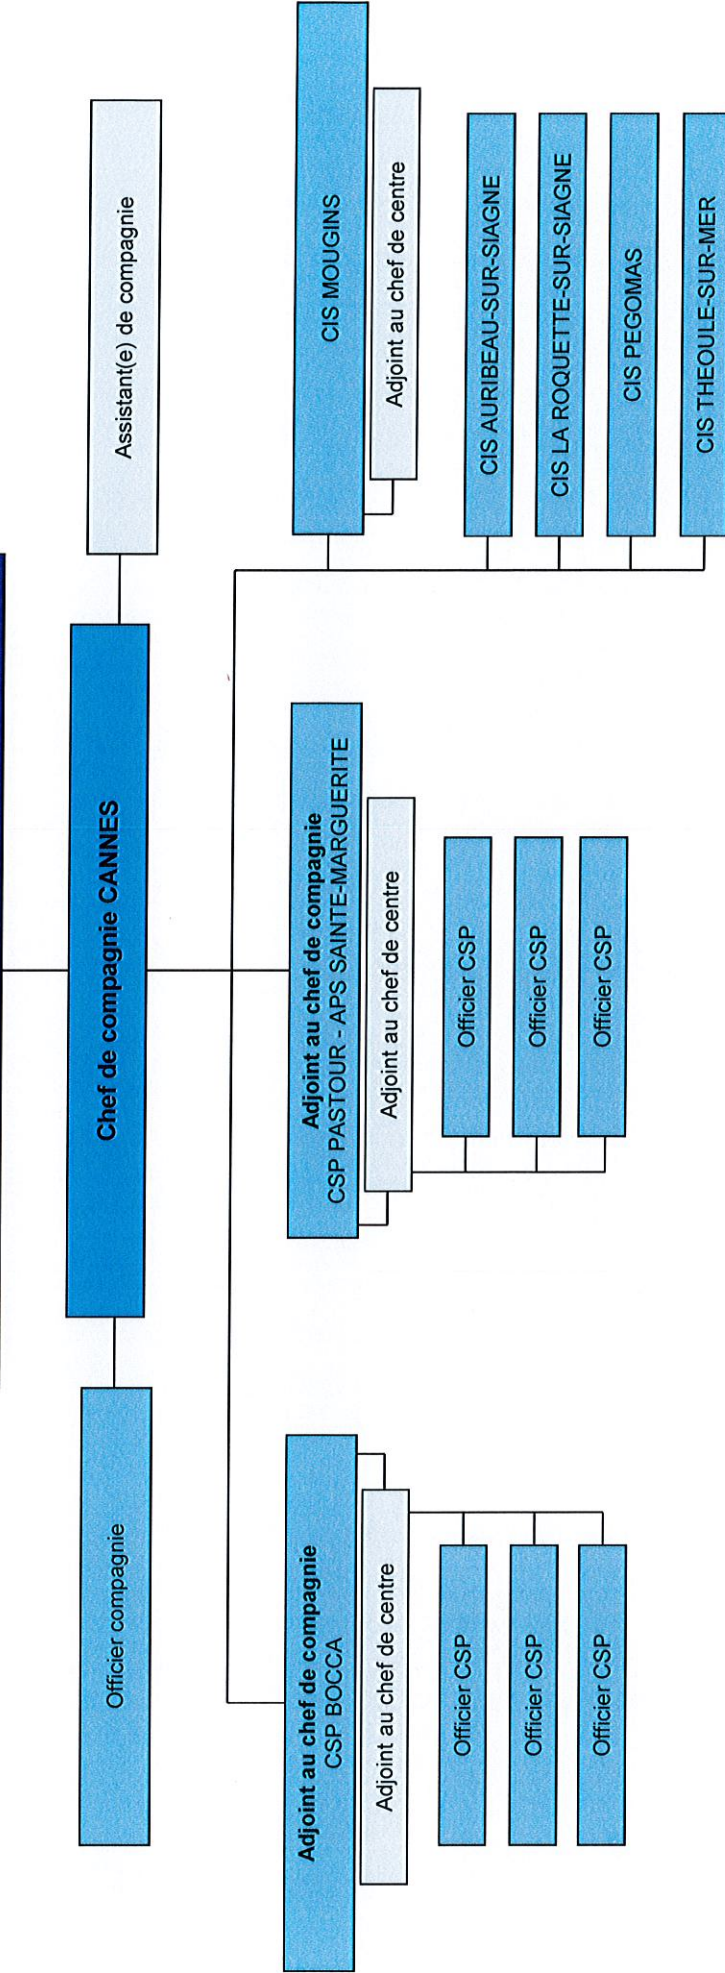 Chef de compagnie CANNES
Officier compagnie
Assistant(e) de compagnie
Adjoint au chef de compagnie
CSP BOCCA
Adjoint au chef de centre
Officier CSP
Officier CSP
Officier CSP
Adjoint au chef de compagnie
CSP PASTOUR - APS SAINTE-MARGUERITE
Adjoint au chef de centre
Officier CSP
Officier CSP
Officier CSP
CIS MOUGINS
Adjoint au chef de centre
CIS AURIBEAU-SUR-SIAGNE
CIS LA ROQUETTE-SUR-SIAGNE
CIS PEGOMAS
CIS THEOULE-SUR-MER